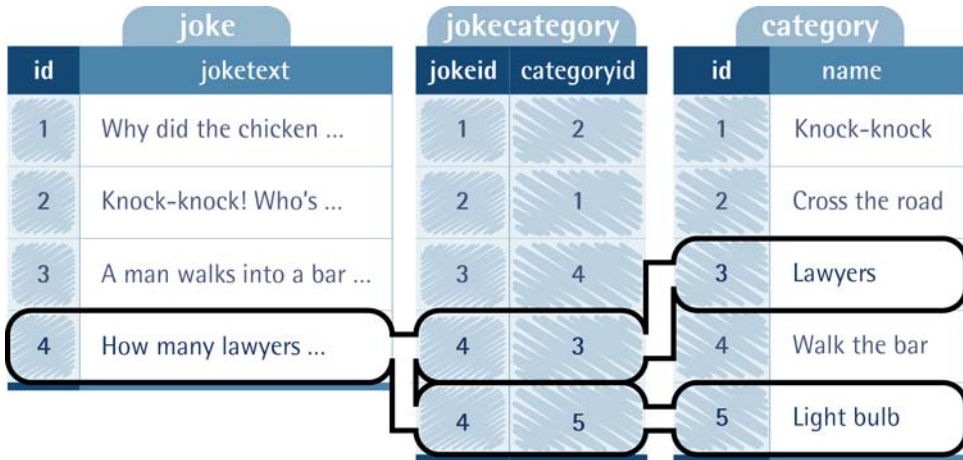 joke jokecategory category
id joketext jokeid categoryid id name
1 Why did the chicken ... 1 2 1 Knock-knock
2 Knock-knock! Who's ... 2 1 2 Cross the road
3 A man walks into a bar ... 3 4 3 Lawyers
4 How many lawyers ... 4 3 4 Walk the bar
4 5 5 Light bulb